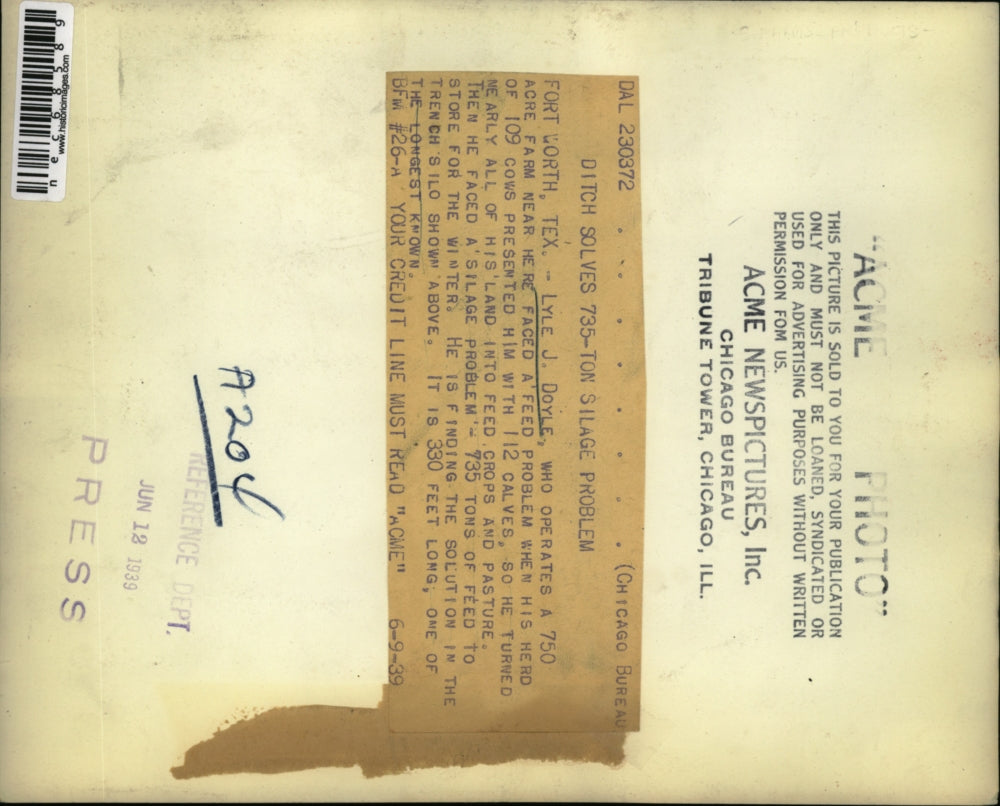 "ACME PHOTO"
THIS PICTURE IS SOLD TO YOU FOR YOUR PUBLICATION
ONLY AND MUST NOT BE LOANED, SYNDICATED OR
USED FOR ADVERTISING PURPOSES WITHOUT WRITTEN
PERMISSION FOM US.
ACME NEWSPICTURES, Inc.
CHICAGO BUREAU
TRIBUNE TOWER, CHICAGO, ILL.
DAL 230372 . . . . . . . . (CHICAGO BUREAU
DITCH SOLVES 735-TON SILAGE PROBLEM
FORT WORTH, TEX. -- LYLE J. DOYLE, WHO OPERATES A 750
ACRE FARM NEAR HERE FACED A FEED PROBLEM WHEN HIS HERD
OF 109 COWS PRESENTED HIM WITH 112 CALVES, SO HE TURNED
NEARLY ALL OF HIS LAND INTO FEED CROPS AND PASTURE.
THEN HE FACED A SILAGE PROBLEM -- 735 TONS OF FEED TO
STORE FOR THE WINTER. HE IS FINDING THE SOLUTION IN THE
TRENCH SILO SHOWN ABOVE. IT IS 330 FEET LONG; ONE OF
THE LONGEST KNOWN.
BFM #26-A YOUR CREDIT LINE MUST READ "ACME" 6-9-39
A204
REFERENCE DEPT.
JUN 12 1939
PRESS
www.historicimages.com
nec68589